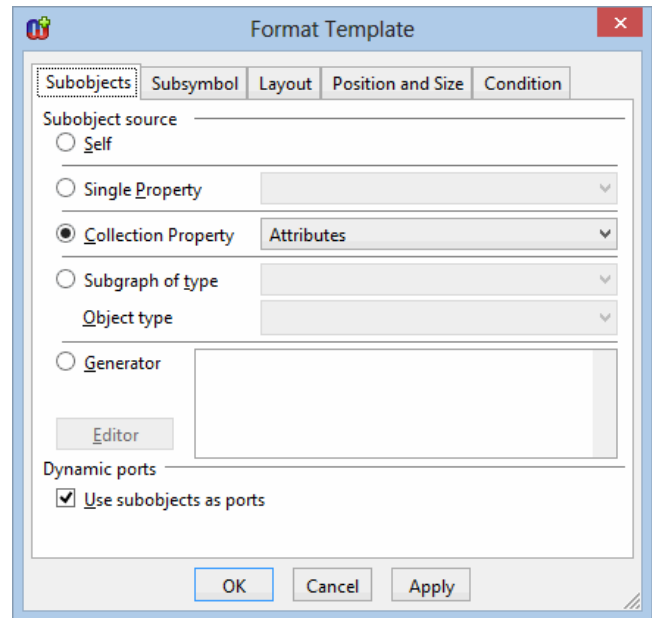 Format Template
Subobjects Subsymbol Layout Position and Size Condition
Subobject source
Self
Single Property
Collection Property Attributes
Subgraph of type
Object type
Generator
Editor
Dynamic ports
Use subobjects as ports
OK Cancel Apply